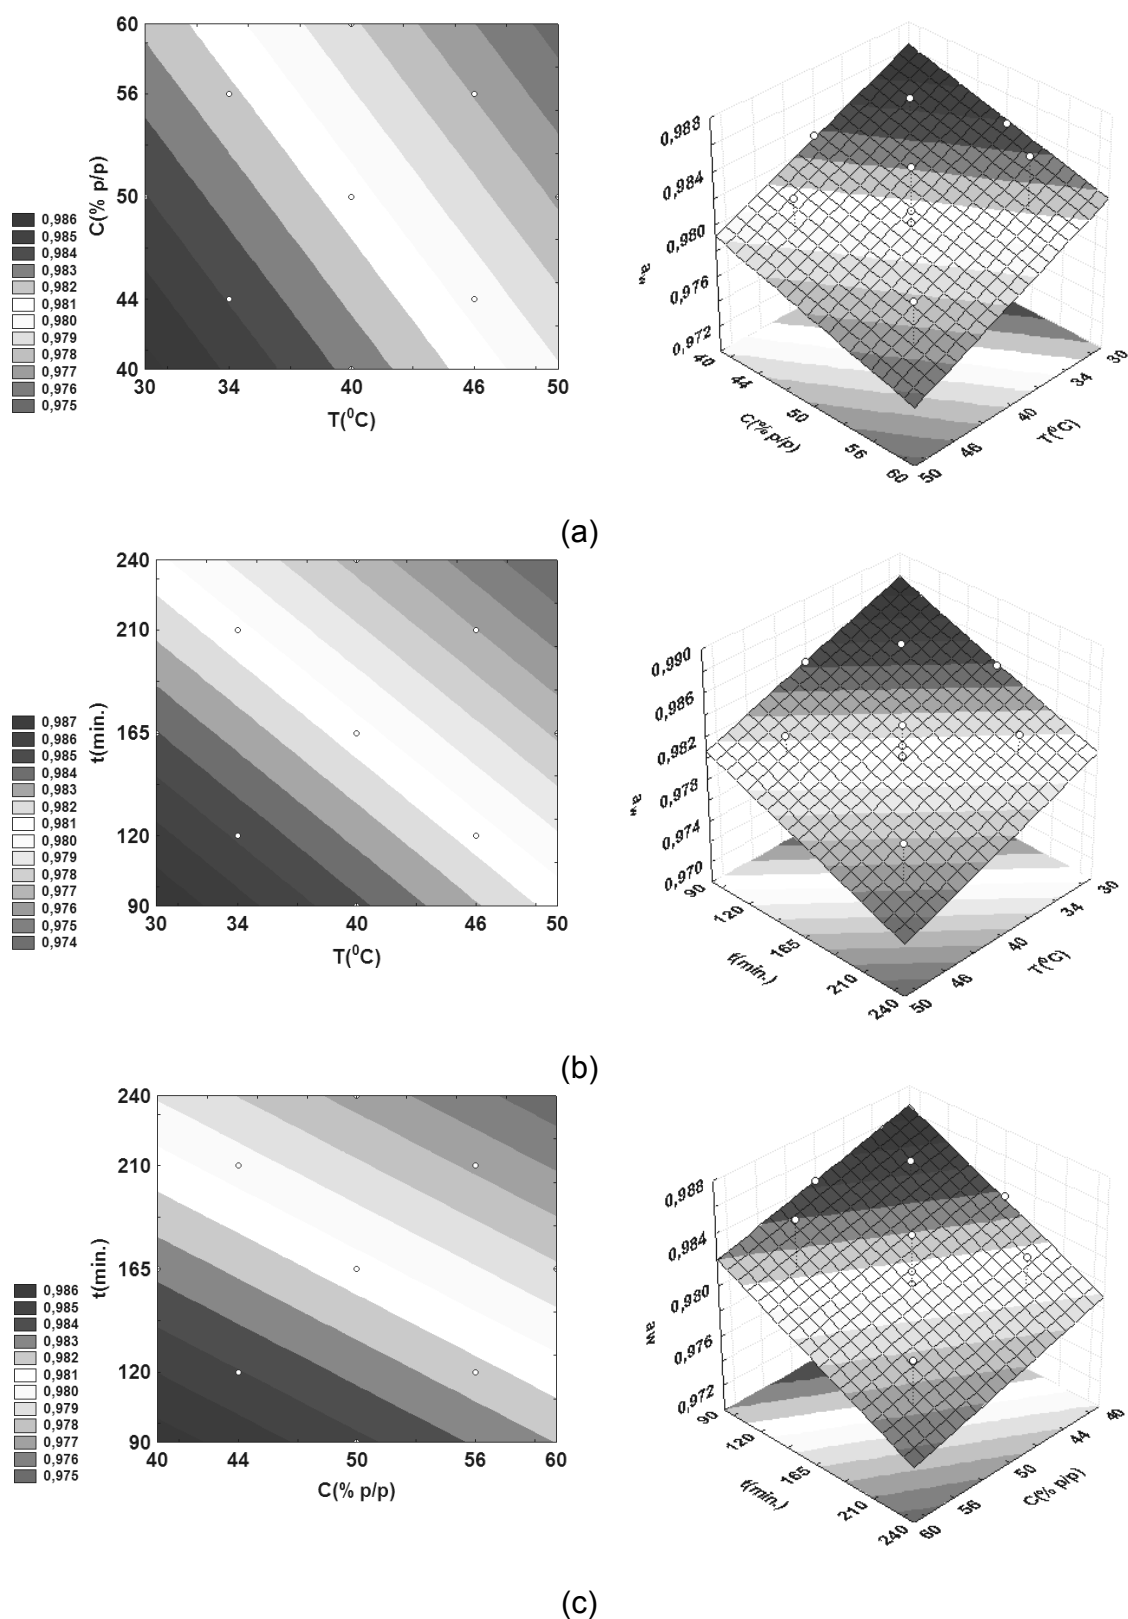 60
56
50
44
40
C(% p/p)
30 34 40 46 50
T(⁰C)
0,986
0,985
0,984
0,983
0,982
0,981
0,980
0,979
0,978
0,977
0,976
0,975
0,988
0,984
0,980
0,976
0,972
aw
40 44 50 56 60
C(% p/p)
50 46 40 34 30
T(⁰C)
(a)
240
210
165
120
90
t(min.)
30 34 40 46 50
T(⁰C)
0,987
0,986
0,985
0,984
0,983
0,982
0,981
0,980
0,979
0,978
0,977
0,976
0,975
0,974
0,990
0,986
0,982
0,978
0,974
0,970
aw
90 120 165 210 240
t(min.)
50 46 40 34 30
T(⁰C)
(b)
240
210
165
120
90
t(min.)
40 44 50 56 60
C(% p/p)
0,986
0,985
0,984
0,983
0,982
0,981
0,980
0,979
0,978
0,977
0,976
0,975
0,988
0,984
0,980
0,976
0,972
aw
90 120 165 210 240
t(min.)
60 56 50 44 40
C(% p/p)
(c)